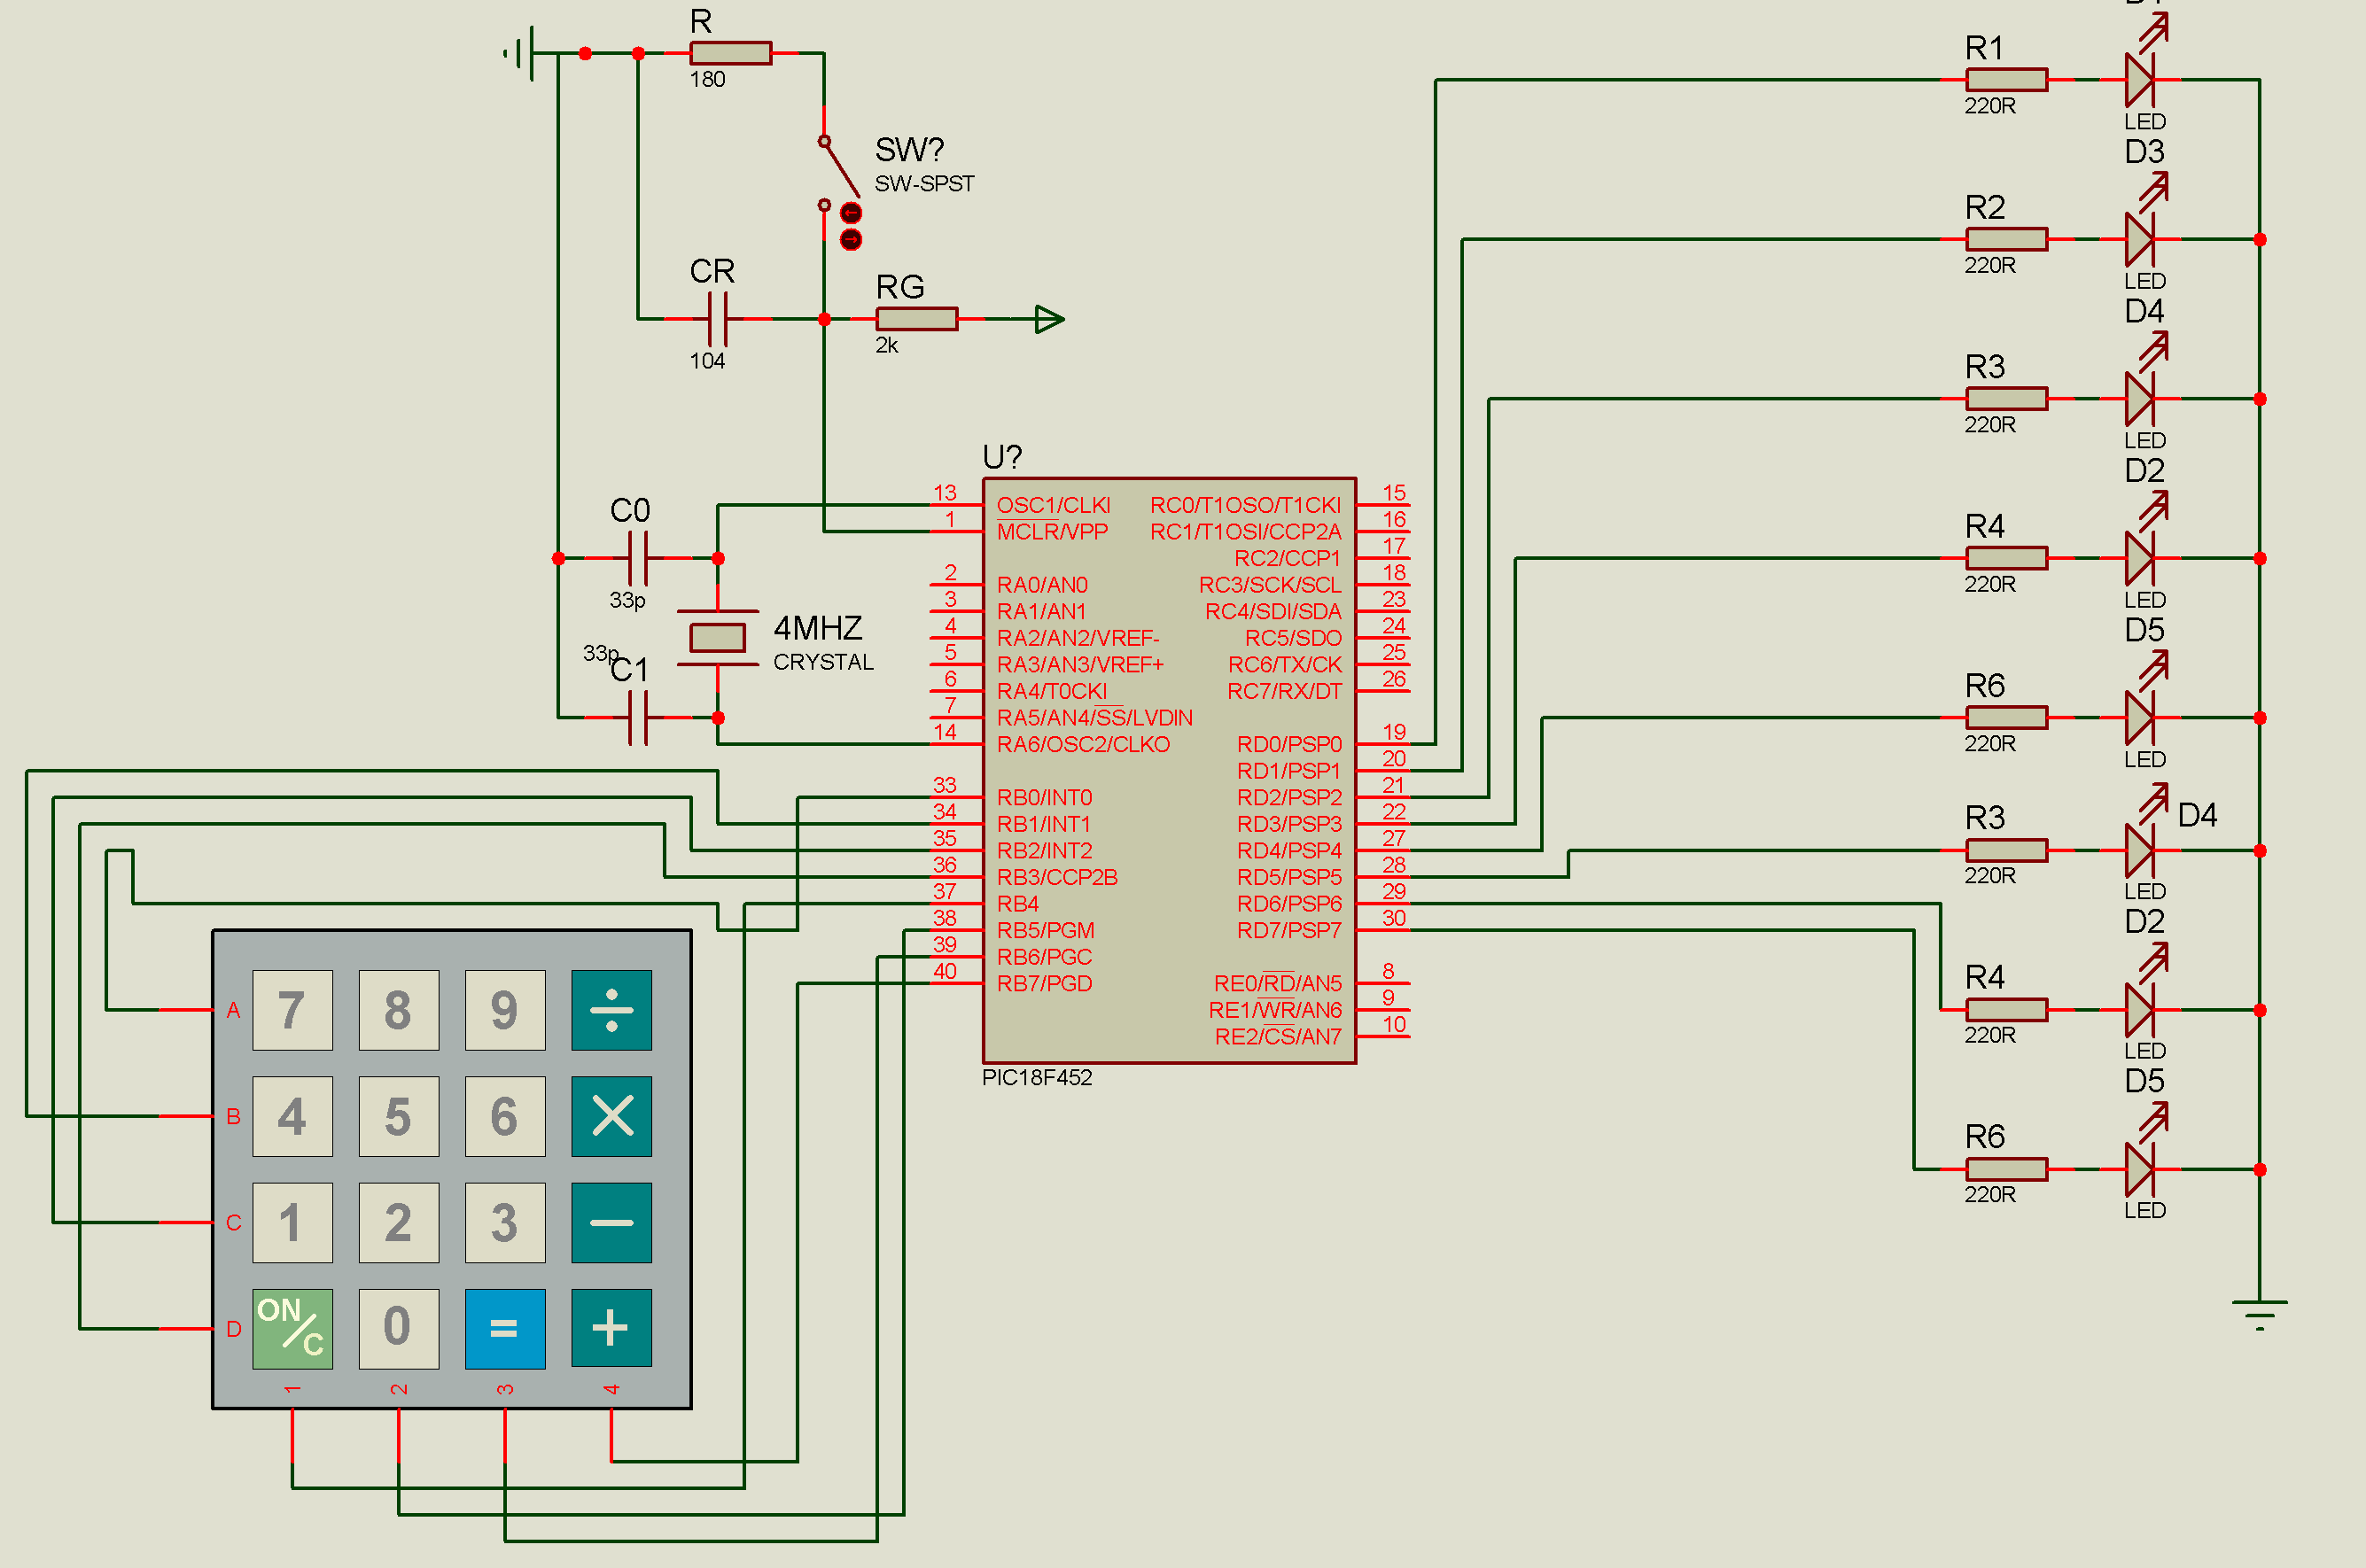 R
180
SW?
SW-SPST
CR
104
RG
2k
U?
C0
33p
4MHZ
CRYSTAL
33p
C1
13 OSC1/CLKI
1 MCLR/VPP
2 RA0/AN0
3 RA1/AN1
4 RA2/AN2/VREF-
5 RA3/AN3/VREF+
6 RA4/T0CKI
7 RA5/AN4/SS/LVDIN
14 RA6/OSC2/CLKO
33 RB0/INT0
34 RB1/INT1
35 RB2/INT2
36 RB3/CCP2B
37 RB4
38 RB5/PGM
39 RB6/PGC
40 RB7/PGD
RC0/T1OSO/T1CKI 15
RC1/T1OSI/CCP2A 16
RC2/CCP1 17
RC3/SCK/SCL 18
RC4/SDI/SDA 23
RC5/SDO 24
RC6/TX/CK 25
RC7/RX/DT 26
RD0/PSP0 19
RD1/PSP1 20
RD2/PSP2 21
RD3/PSP3 22
RD4/PSP4 27
RD5/PSP5 28
RD6/PSP6 29
RD7/PSP7 30
RE0/RD/AN5 8
RE1/WR/AN6 9
RE2/CS/AN7 10
PIC18F452
R1
220R
LED
D3
R2
220R
LED
D4
R3
220R
LED
D2
R4
220R
LED
D5
R6
220R
LED
R3
220R
D4
LED
D2
R4
220R
LED
D5
R6
220R
LED
A 7 8 9 ÷
B 4 5 6 ×
C 1 2 3 −
D ON/C 0 = +
1 2 3 4